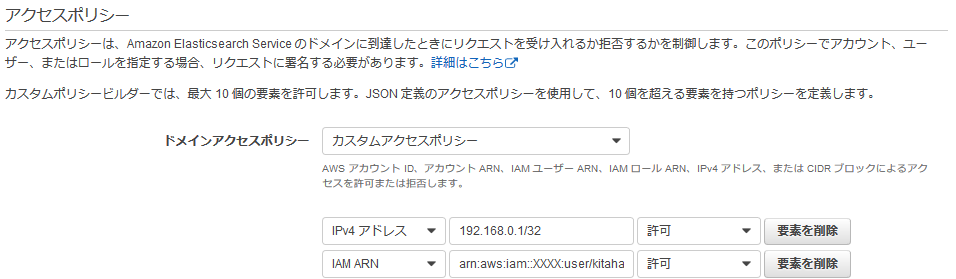 アクセスポリシー
アクセスポリシーは、Amazon Elasticsearch Service のドメインに到達したときにリクエストを受け入れるか拒否するかを制御します。このポリシーでアカウント、ユー
ザー、またはロールを指定する場合、リクエストに署名する必要があります。詳細はこちら
カスタムポリシービルダーでは、最大 10 個の要素を許可します。JSON 定義のアクセスポリシーを使用して、10 個を超える要素を持つポリシーを定義します。
ドメインアクセスポリシー カスタムアクセスポリシー
AWS アカウント ID、アカウント ARN、IAM ユーザー ARN、IAM ロール ARN、IPv4 アドレス、または CIDR ブロックによるアク
セスを許可または拒否します。
IPv4 アドレス 192.168.0.1/32 許可 要素を削除
IAM ARN arn:aws:iam::XXXX:user/kitaha 許可 要素を削除